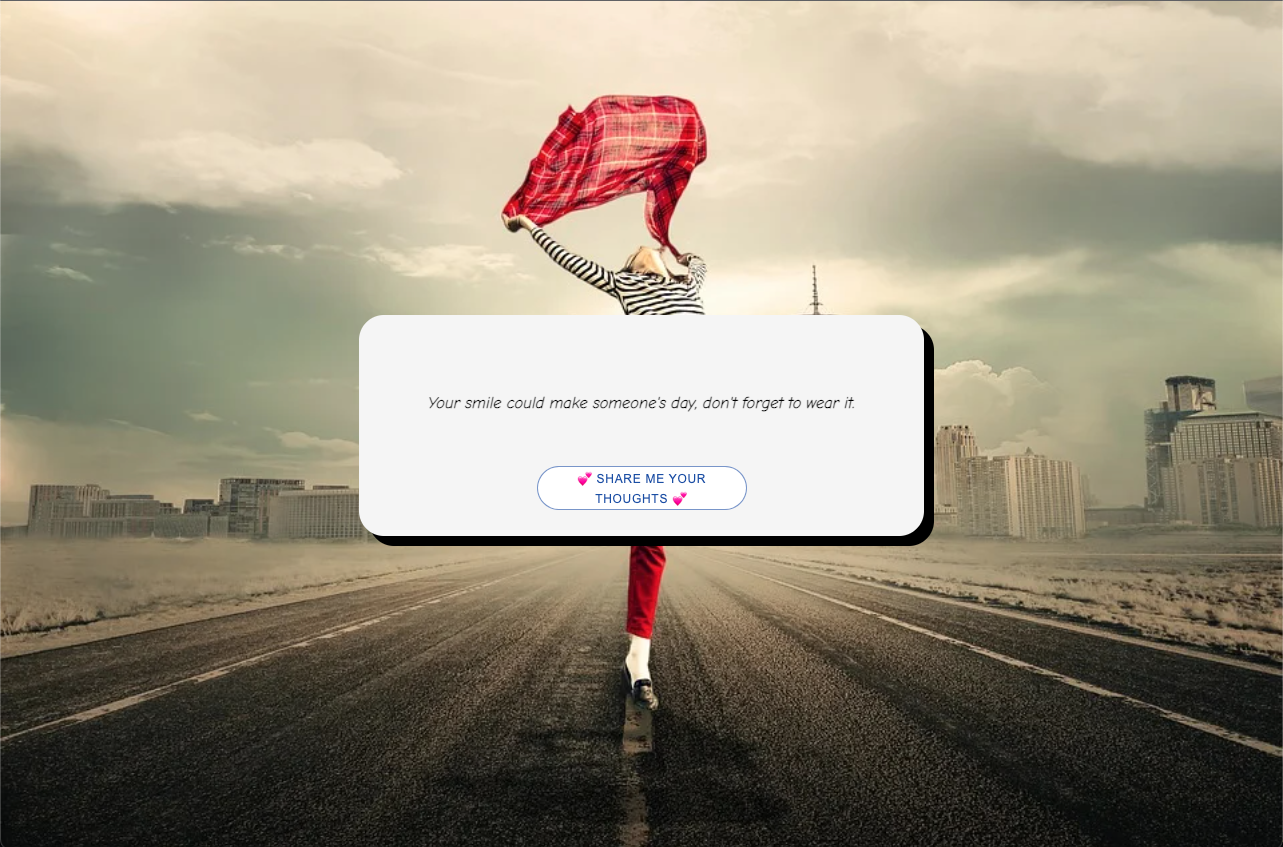 Your smile could make someone's day, don't forget to wear it.
💕 SHARE ME YOUR
THOUGHTS 💕